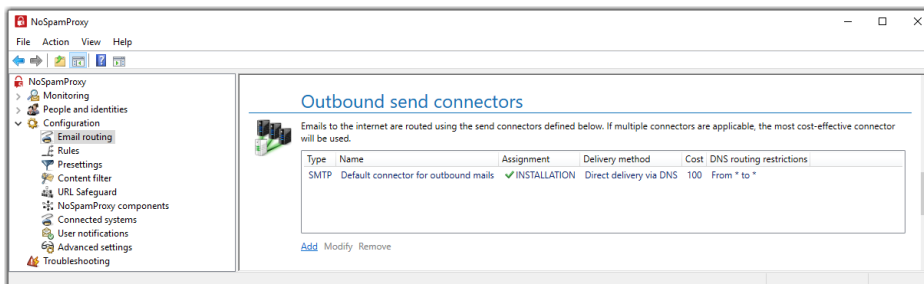 NoSpamProxy
File Action View Help
NoSpamProxy
Monitoring
People and identities
Configuration
Email routing
Rules
Presettings
Content filter
URL Safeguard
NoSpamProxy components
Connected systems
User notifications
Advanced settings
Troubleshooting
Outbound send connectors
Emails to the internet are routed using the send connectors defined below. If multiple connectors are applicable, the most cost-effective connector
will be used.
Type Name Assignment Delivery method Cost DNS routing restrictions
SMTP Default connector for outbound mails INSTALLATION Direct delivery via DNS 100 From * to *
Add Modify Remove